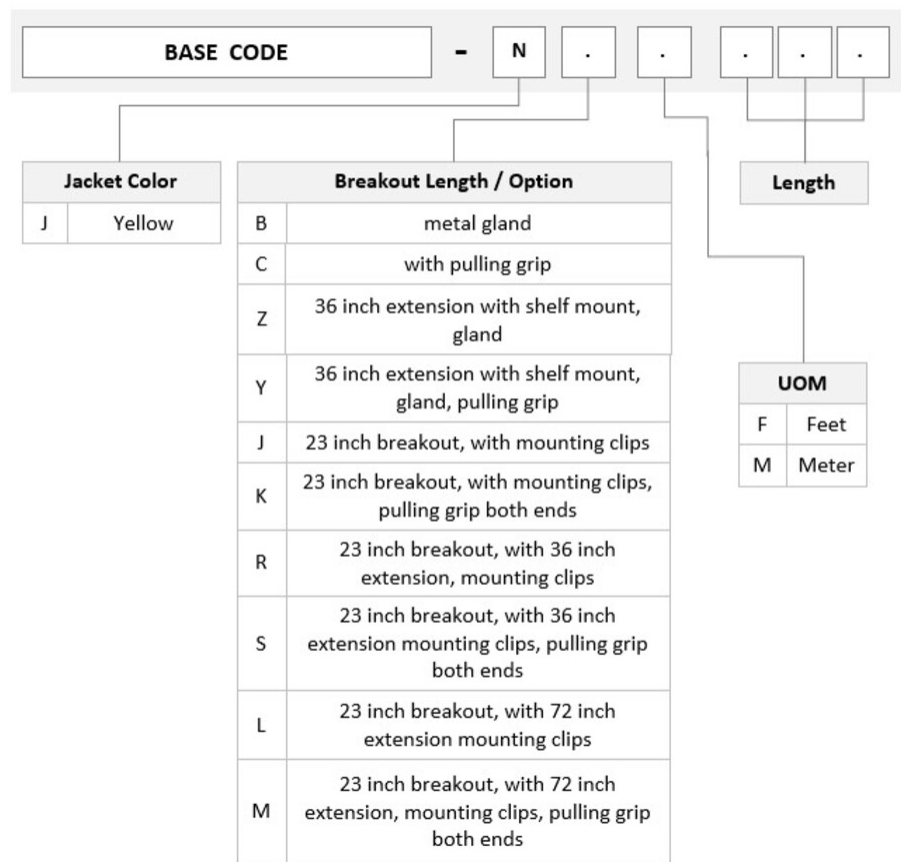 BASE CODE - N . . . . .
Jacket Color
J Yellow
Breakout Length / Option
B metal gland
C with pulling grip
Z 36 inch extension with shelf mount,
gland
Y 36 inch extension with shelf mount,
gland, pulling grip
J 23 inch breakout, with mounting clips
K 23 inch breakout, with mounting clips,
pulling grip both ends
R 23 inch breakout, with 36 inch
extension, mounting clips
S 23 inch breakout, with 36 inch
extension mounting clips, pulling grip
both ends
L 23 inch breakout, with 72 inch
extension mounting clips
M 23 inch breakout, with 72 inch
extension, mounting clips, pulling grip
both ends
Length
UOM
F Feet
M Meter